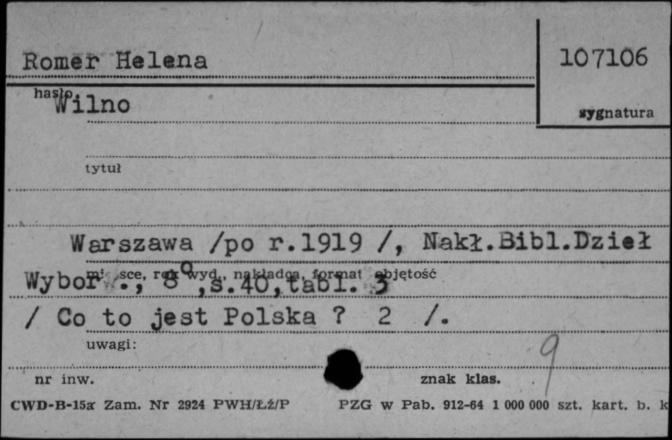 Romer Helena
107106
hasło
Wilno
sygnatura
tytuł
Warszawa /po r.1919 /, Nakł.Bibl.Dzieł
miejsce, rok wyd., nakładca, format objętość
Wybor ., 8°,s.40,tabl. 3
/ Co to jest Polska ? 2 /.
uwagi:
9
nr inw.
znak klas.
CWD-B-15a Zam. Nr 2924 PWH/Łź/P PZG w Pab. 912-64 1 000 000 szt. kart. b. k